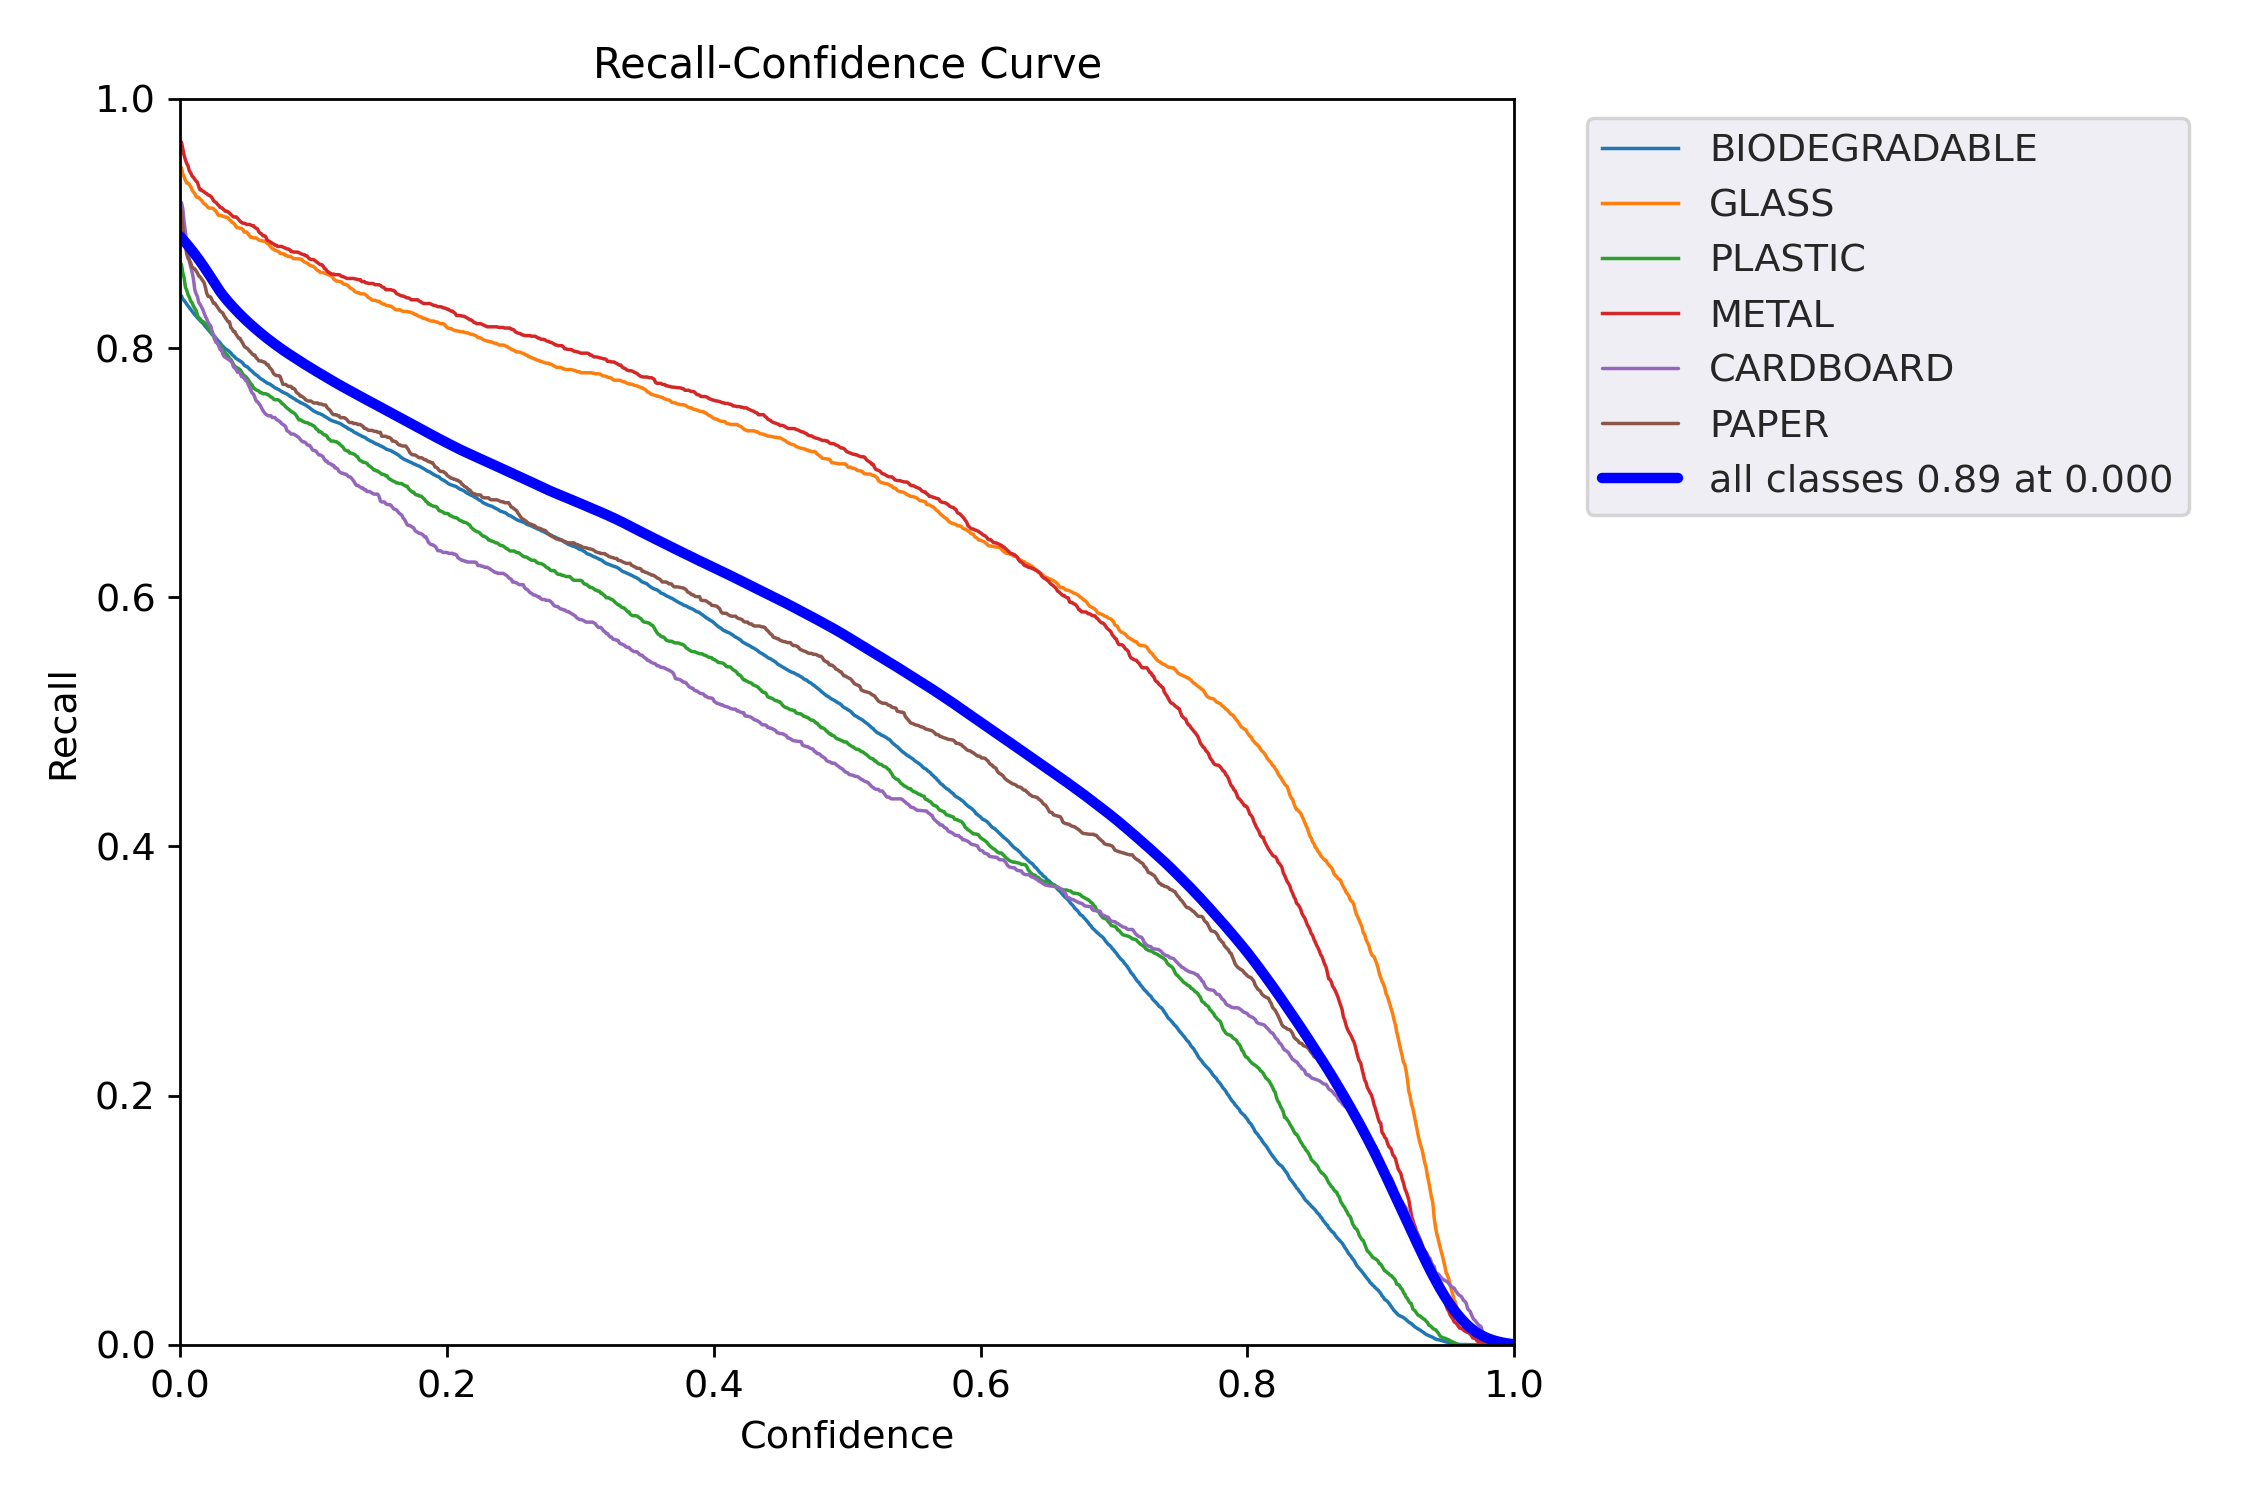 Recall-Confidence Curve
1.0
0.8
0.6
0.4
0.2
0.0
Recall
0.0 0.2 0.4 0.6 0.8 1.0
Confidence
BIODEGRADABLE
GLASS
PLASTIC
METAL
CARDBOARD
PAPER
all classes 0.89 at 0.000